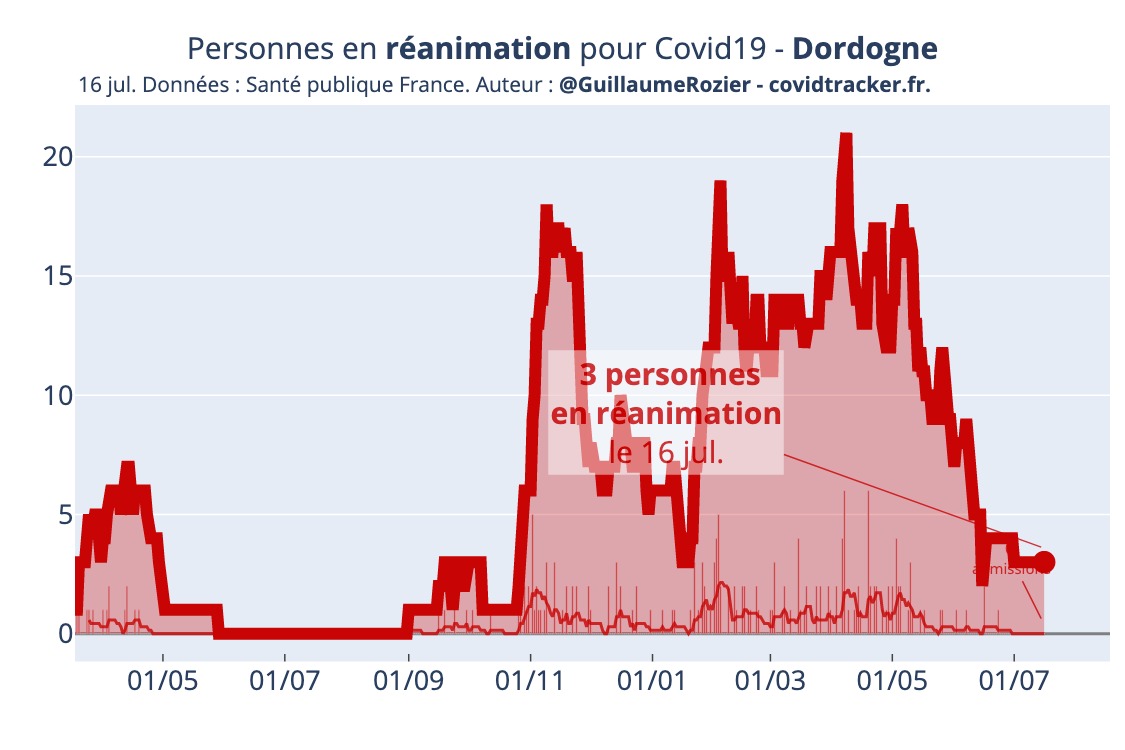 Personnes en réanimation pour Covid19 - Dordogne
16 jul. Données : Santé publique France. Auteur : @GuillaumeRozier - covidtracker.fr.
20
15
10
5
0
3 personnes
en réanimation
le 16 jul.
01/05
01/07
01/09
01/11
01/01
01/03
01/05
01/07